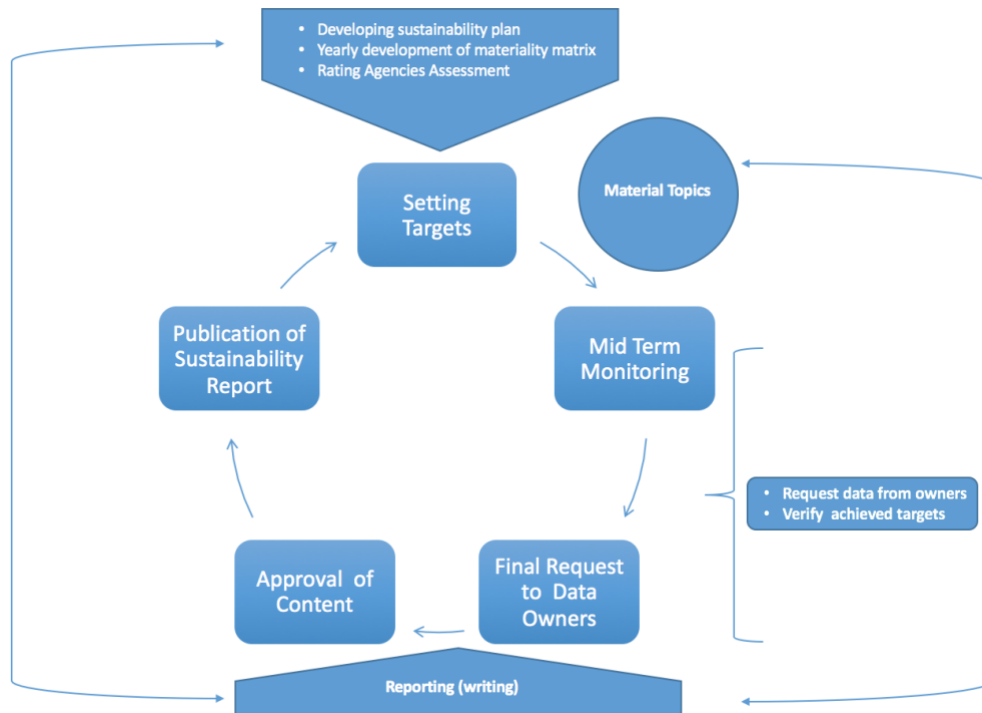 • Developing sustainability plan
• Yearly development of materiality matrix
• Rating Agencies Assessment
Setting
Targets
Material Topics
Mid Term
Monitoring
• Request data from owners
• Verify achieved targets
Final Request
to Data
Owners
Reporting (writing)
Approval of
Content
Publication of
Sustainability
Report